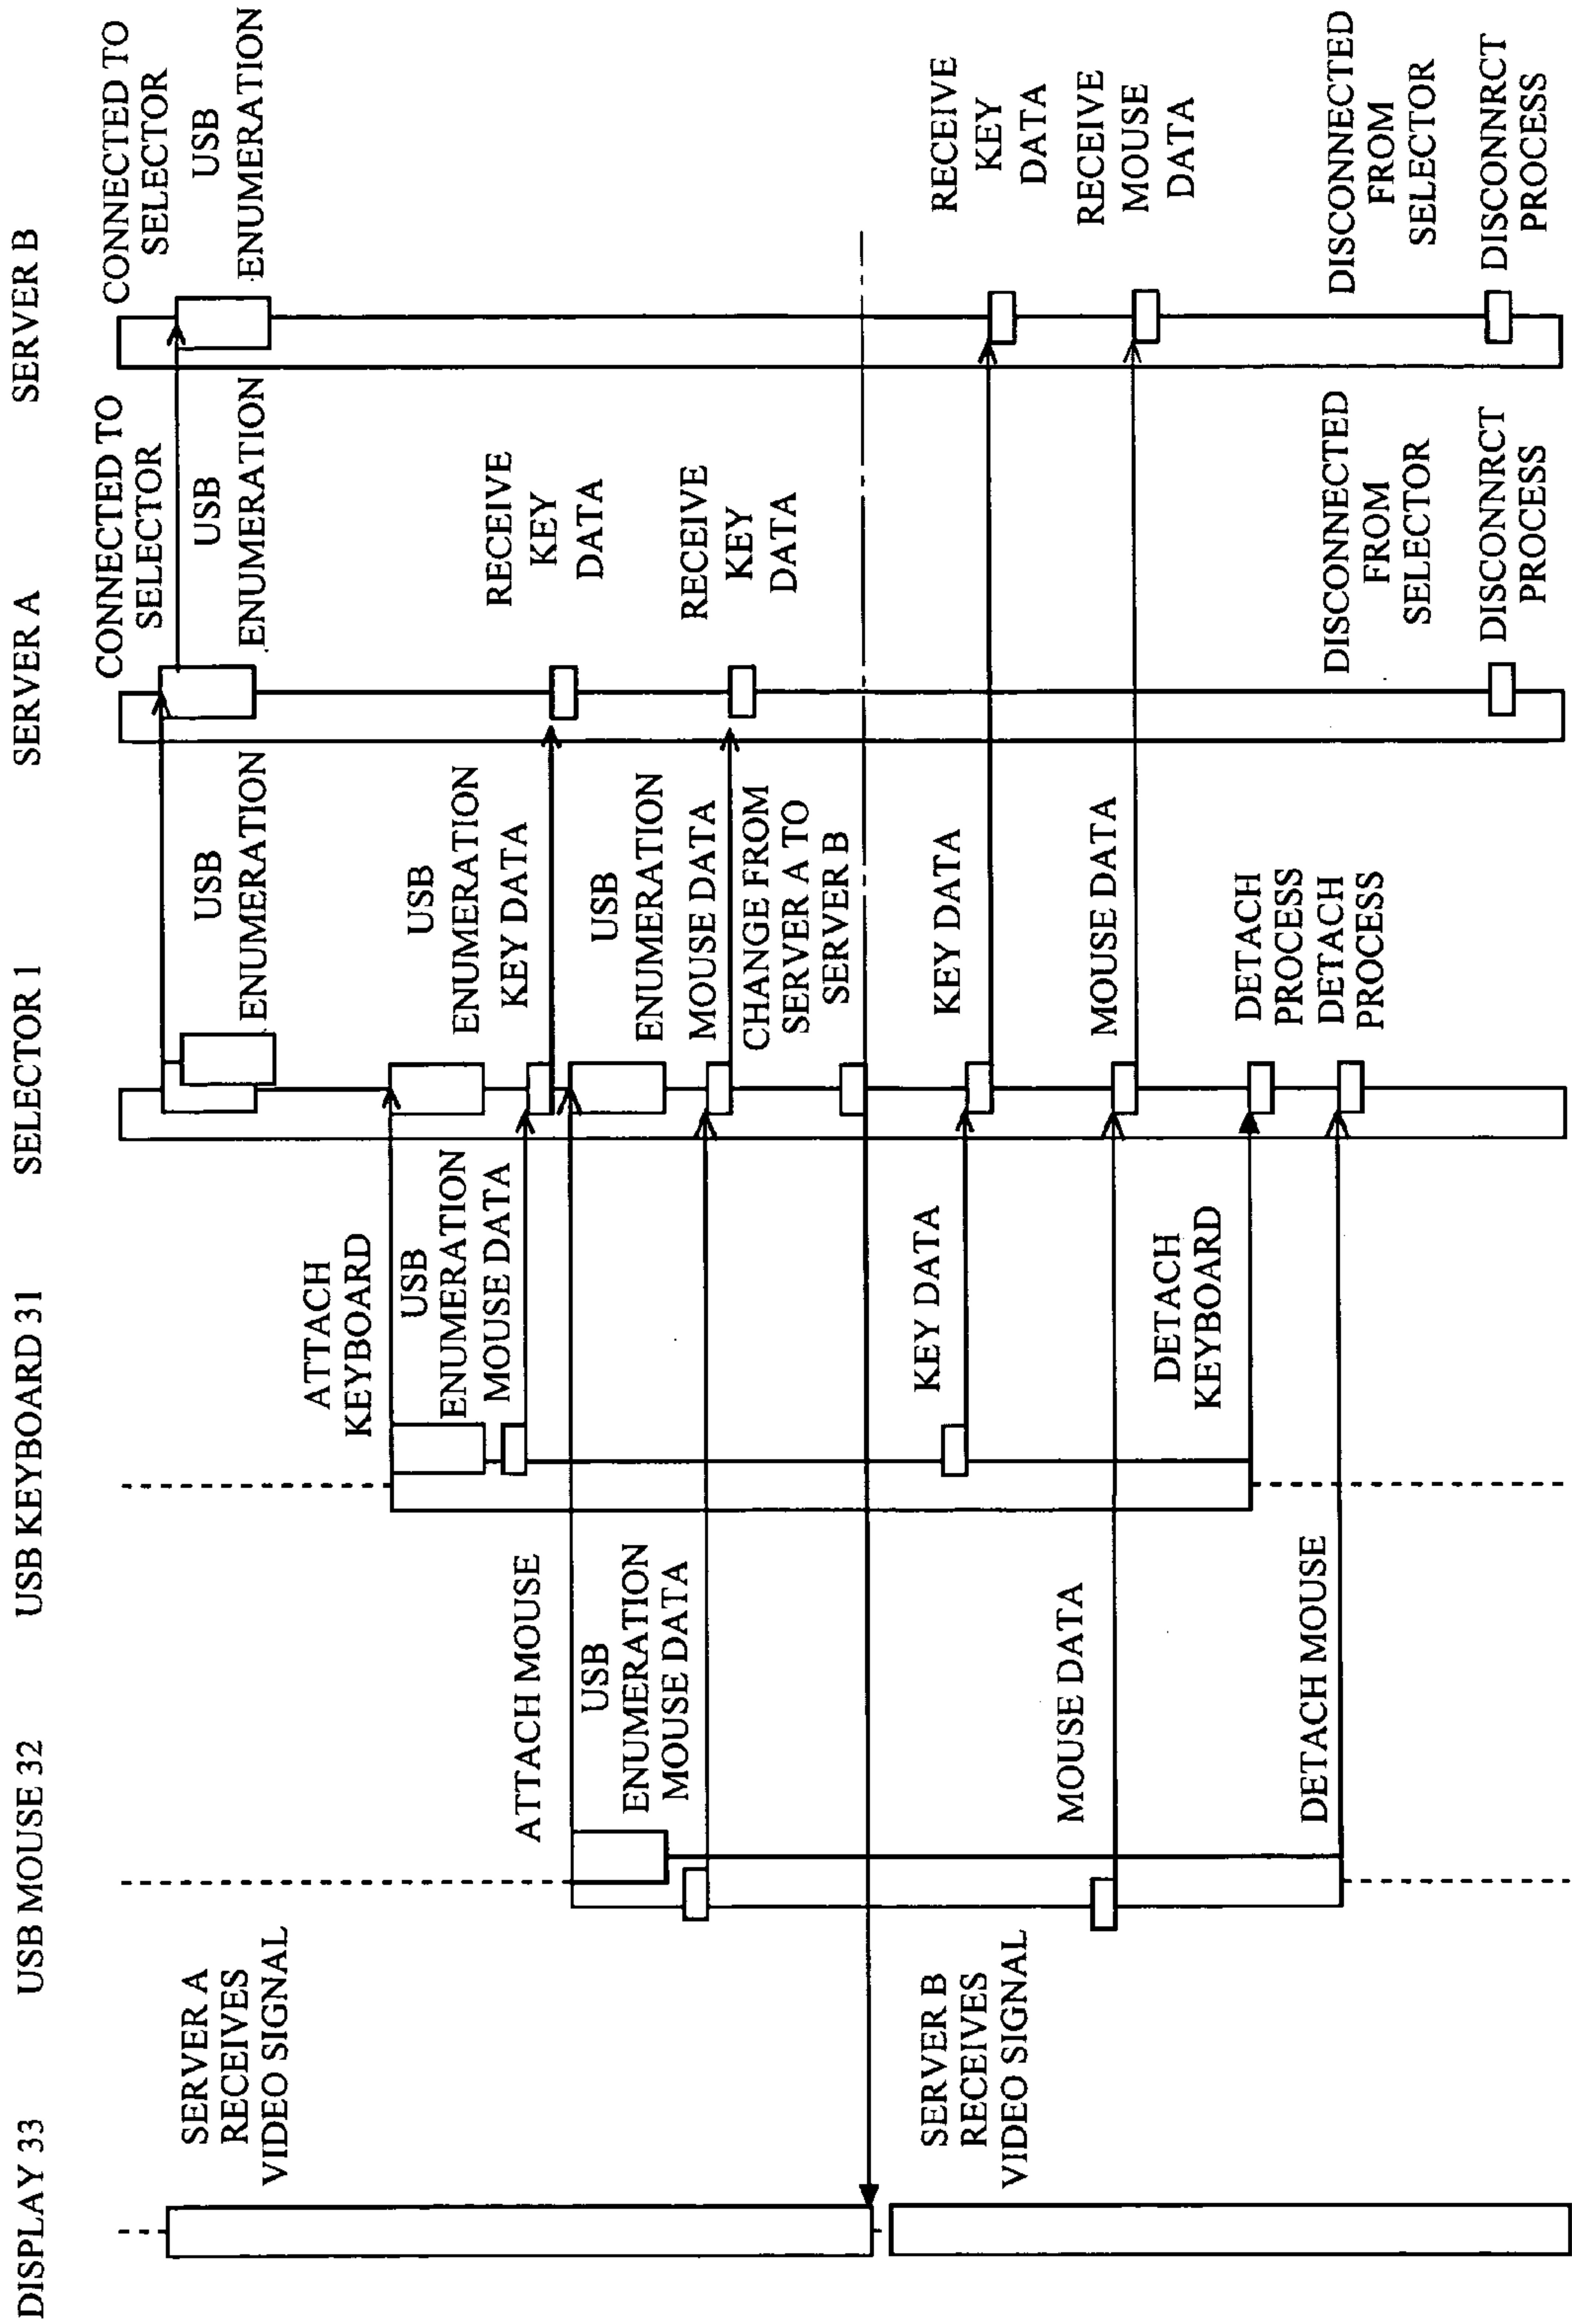 DISPLAY 33
USB MOUSE 32
USB KEYBOARD 31
SELECTOR 1
SERVER A
SERVER B
SERVER A
RECEIVES
VIDEO SIGNAL
SERVER B
RECEIVES
VIDEO SIGNAL
ATTACH MOUSE
USB
ENUMERATION
MOUSE DATA
MOUSE DATA
DETACH MOUSE
ATTACH
KEYBOARD
USB
ENUMERATION
MOUSE DATA
KEY DATA
DETACH
KEYBOARD
USB
ENUMERATION
USB
ENUMERATION
KEY DATA
USB
ENUMERATION
MOUSE DATA
CHANGE FROM
SERVER A TO
SERVER B
KEY DATA
MOUSE DATA
DETACH
PROCESS
DETACH
PROCESS
CONNECTED TO
SELECTOR
USB
ENUMERATION
RECEIVE
KEY
DATA
RECEIVE
KEY
DATA
DISCONNECTED
FROM
SELECTOR
DISCONNRCT
PROCESS
CONNECTED TO
SELECTOR
USB
ENUMERATION
RECEIVE
KEY
DATA
RECEIVE
MOUSE
DATA
DISCONNECTED
FROM
SELECTOR
DISCONNRCT
PROCESS